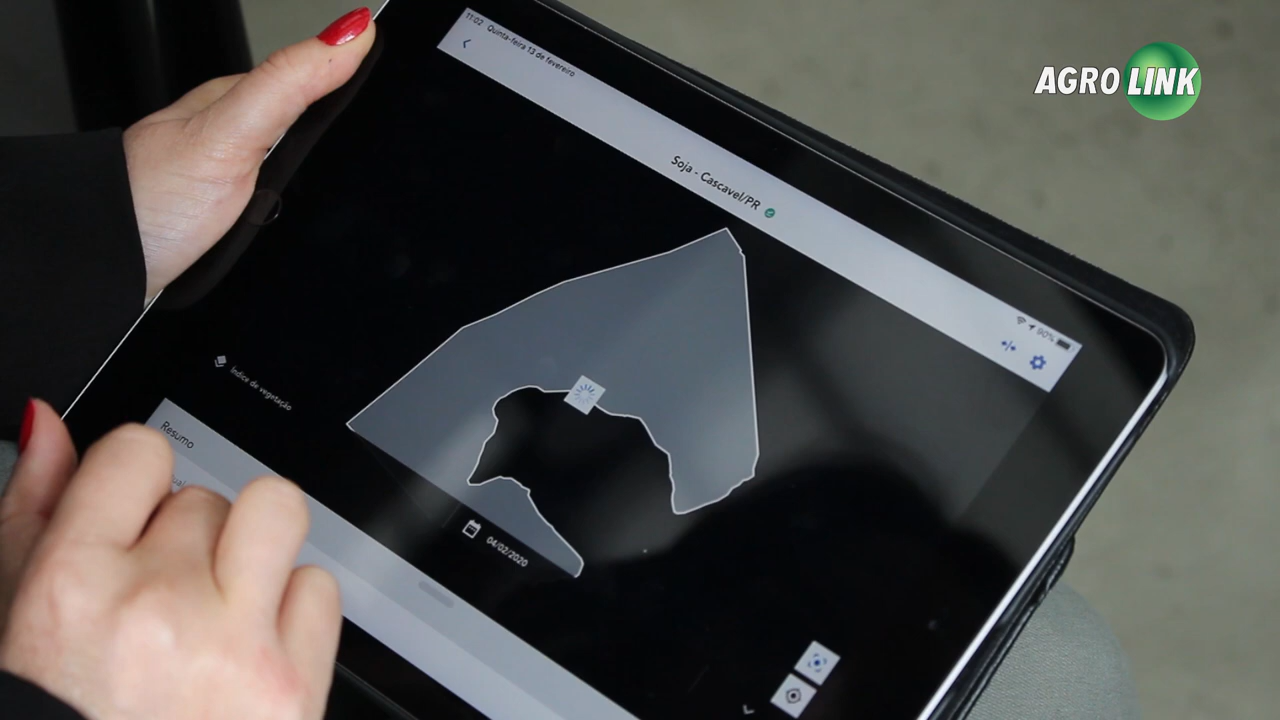 AGRO LINK
11:02 Quinta-feira 13 de fevereiro
90%
Soja - Cascavel/PR
Índice de vegetação
Resumo
04/02/2020